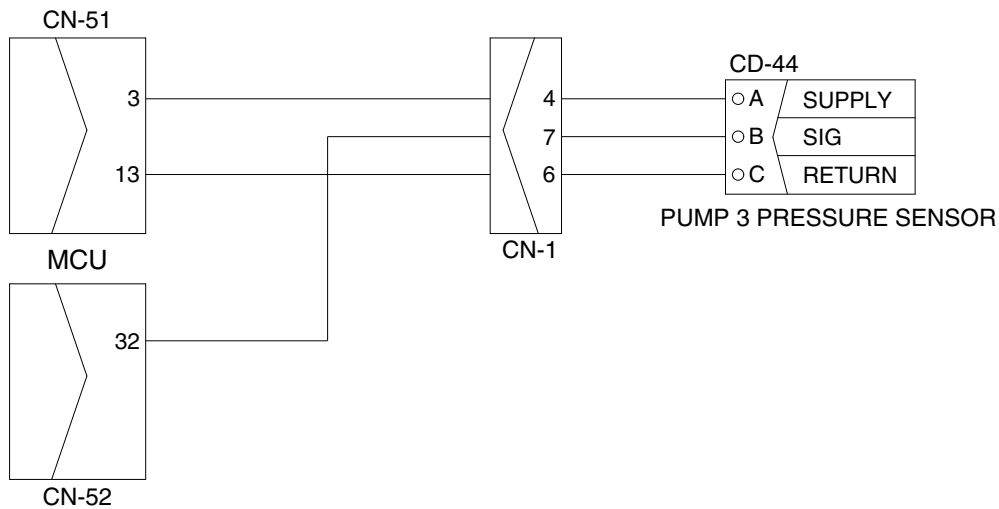 CN-51
CD-44
3 4 A SUPPLY
7 B SIG
13 6 C RETURN
PUMP 3 PRESSURE SENSOR
CN-1
MCU
32
CN-52